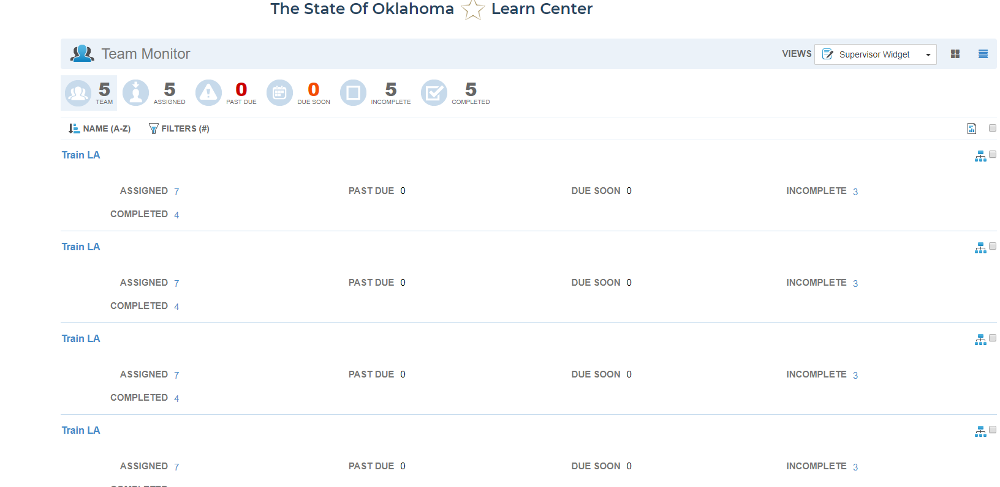 The State Of Oklahoma Learn Center
Team Monitor VIEWS Supervisor Widget
5 TEAM 5 ASSIGNED 0 PAST DUE 0 DUE SOON 5 INCOMPLETE 5 COMPLETED
NAME (A-Z) FILTERS (#)
Train LA
ASSIGNED 7 PAST DUE 0 DUE SOON 0 INCOMPLETE 3
COMPLETED 4
Train LA
ASSIGNED 7 PAST DUE 0 DUE SOON 0 INCOMPLETE 3
COMPLETED 4
Train LA
ASSIGNED 7 PAST DUE 0 DUE SOON 0 INCOMPLETE 3
COMPLETED 4
Train LA
ASSIGNED 7 PAST DUE 0 DUE SOON 0 INCOMPLETE 3